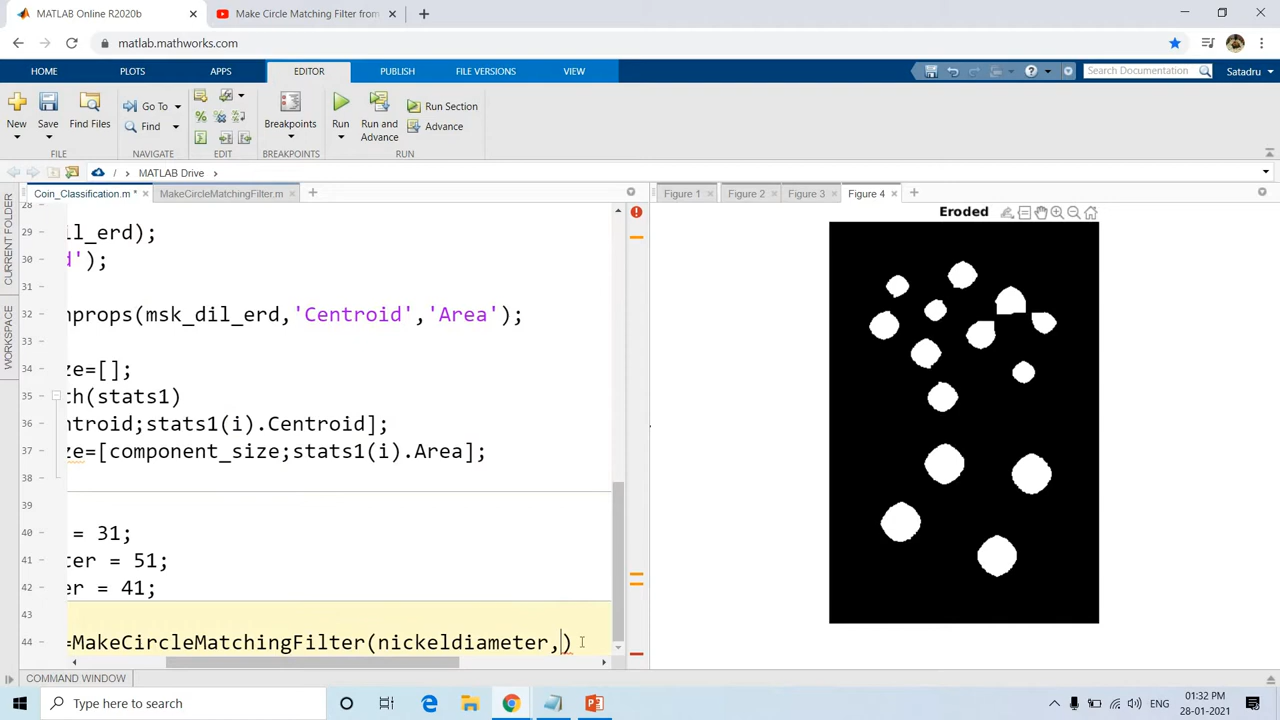 MATLAB Online R2020b
Make Circle Matching Filter from
matlab.mathworks.com
HOME PLOTS APPS EDITOR PUBLISH FILE VERSIONS VIEW
Search Documentation
Satadru
New Save Find Files
Go To
Find
Breakpoints
Run
Run and Advance
Run Section
Advance
FILE NAVIGATE EDIT BREAKPOINTS RUN
/ MATLAB Drive
CURRENT FOLDER
WORKSPACE
Coin_Classification.m *
MakeCircleMatchingFilter.m
Figure 1 Figure 2 Figure 3 Figure 4
28
29 il_erd);
30 d');
31
32 nprops(msk_dil_erd,'Centroid','Area');
33
34 ze=[];
35 th(stats1)
36 ntroid;stats1(i).Centroid];
37 ze=[component_size;stats1(i).Area];
38
39
40 = 31;
41 ter = 51;
42 er = 41;
43
44 =MakeCircleMatchingFilter(nickeldiameter,)
Eroded
COMMAND WINDOW
Type here to search
ENG
01:32 PM
28-01-2021